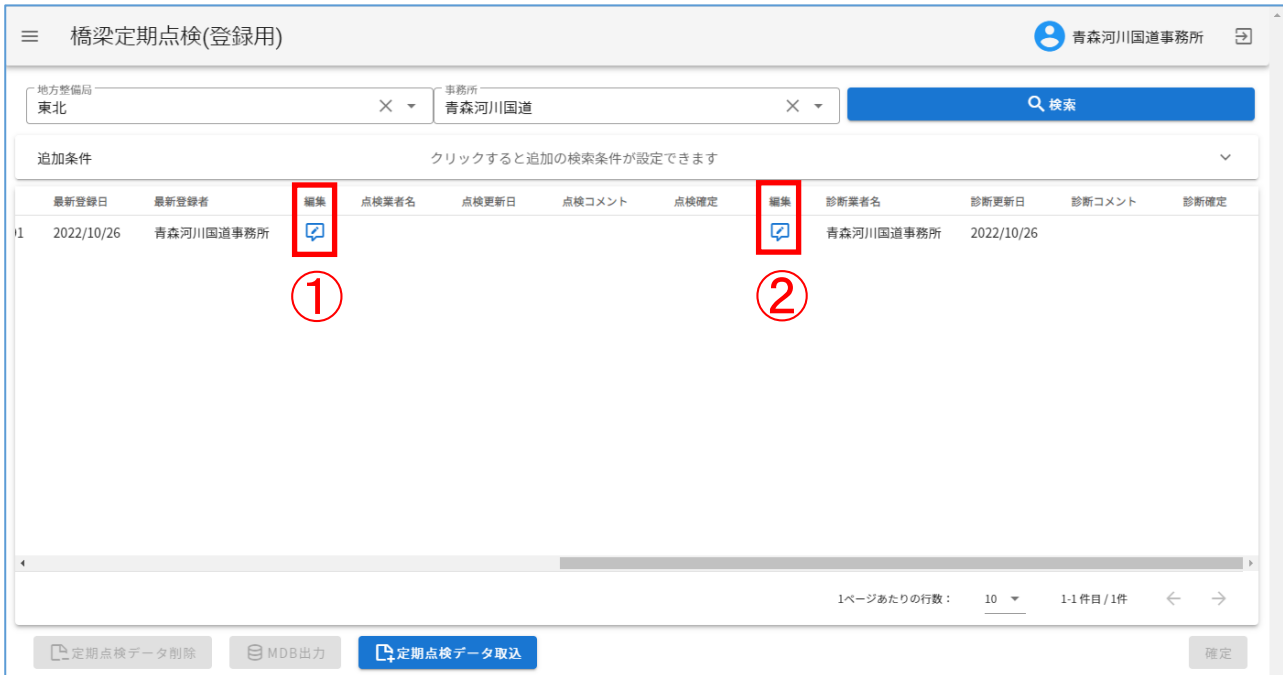 橋梁定期点検(登録用)
青森河川国道事務所
地方整備局
東北
事務所
青森河川国道
検索
追加条件
クリックすると追加の検索条件が設定できます
最新登録日 最新登録者 編集 点検業者名 点検更新日 点検コメント 点検確定 編集 診断業者名 診断更新日 診断コメント 診断確定
01 2022/10/26 青森河川国道事務所 青森河川国道事務所 2022/10/26
① ②
1ページあたりの行数： 10 1-1 件目 / 1件
定期点検データ削除 MDB出力 定期点検データ取込 確定